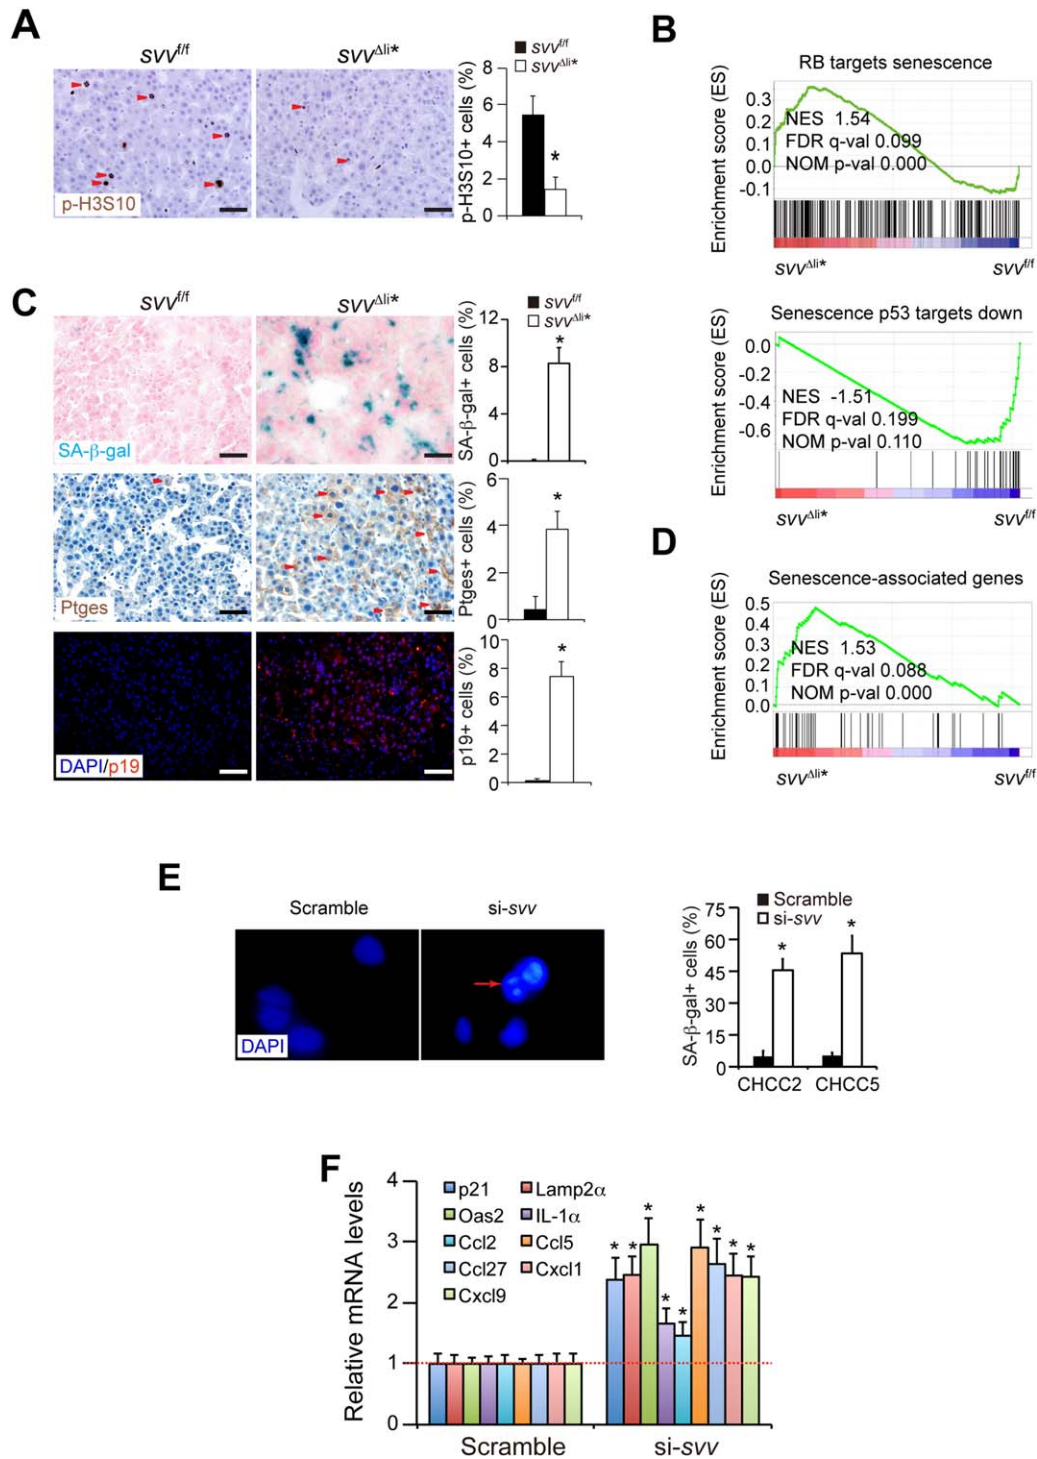 A
svv^f/f
svv^Δli*
p-H3S10
p-H3S10+ cells (%)
8
6
4
2
0
svv^f/f
svv^Δli*
*
B
RB targets senescence
Enrichment score (ES)
0.3
0.2
0.1
0.0
-0.1
NES 1.54
FDR q-val 0.099
NOM p-val 0.000
svv^Δli*
svv^f/f
Senescence p53 targets down
Enrichment score (ES)
0.0
-0.2
-0.4
-0.6
NES -1.51
FDR q-val 0.199
NOM p-val 0.110
svv^Δli*
svv^f/f
C
svv^f/f
svv^Δli*
SA-β-gal
SA-β-gal+ cells (%)
12
8
4
0
svv^f/f
svv^Δli*
*
Ptges
Ptges+ cells (%)
6
4
2
0
*
DAPI/p19
p19+ cells (%)
10
8
6
4
2
0
*
D
Senescence-associated genes
Enrichment score (ES)
0.5
0.4
0.3
0.2
0.1
0.0
NES 1.53
FDR q-val 0.088
NOM p-val 0.000
svv^Δli*
svv^f/f
E
Scramble
si-svv
DAPI
SA-β-gal+ cells (%)
75
60
45
30
15
0
Scramble
si-svv
* *
CHCC2 CHCC5
F
Relative mRNA levels
4
3
2
1
0
p21 Lamp2α
Oas2 IL-1α
Ccl2 Ccl5
Ccl27 Cxcl1
Cxcl9
* * * * * * * * *
Scramble si-svv